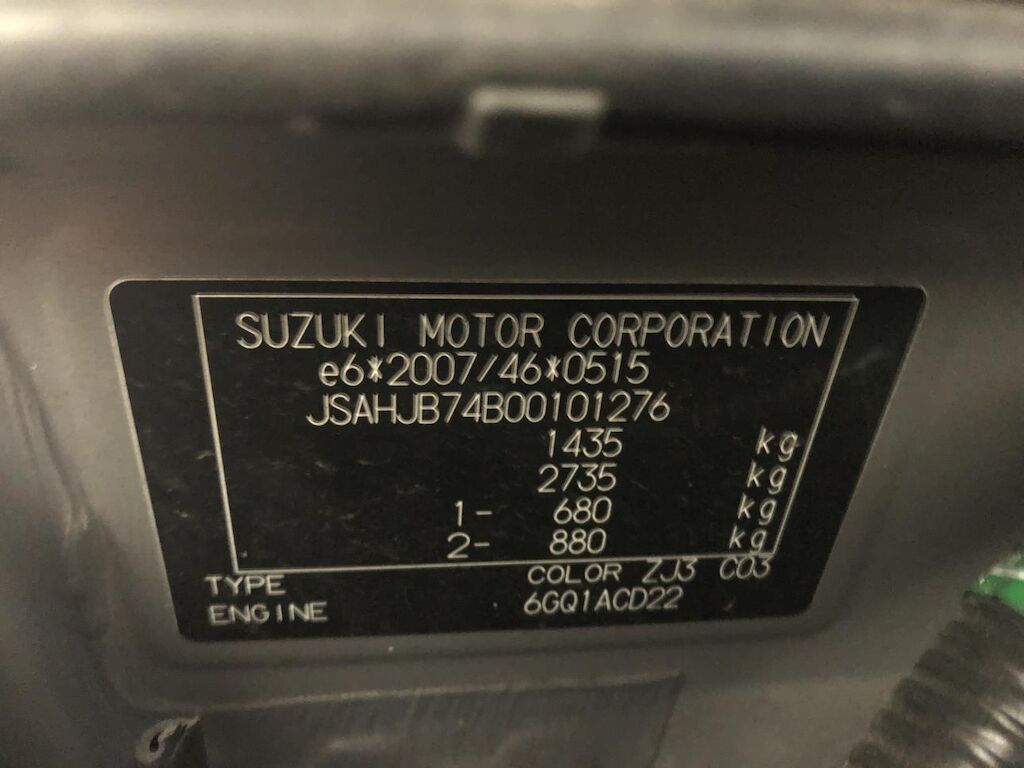 SUZUKI MOTOR CORPORATION
e6*2007/46*0515
JSAHJB74B00101276
1435 kg
2735 kg
1- 680 kg
2- 880 kg
TYPE COLOR ZJ3 C03
ENGINE 6GQ1ACD22